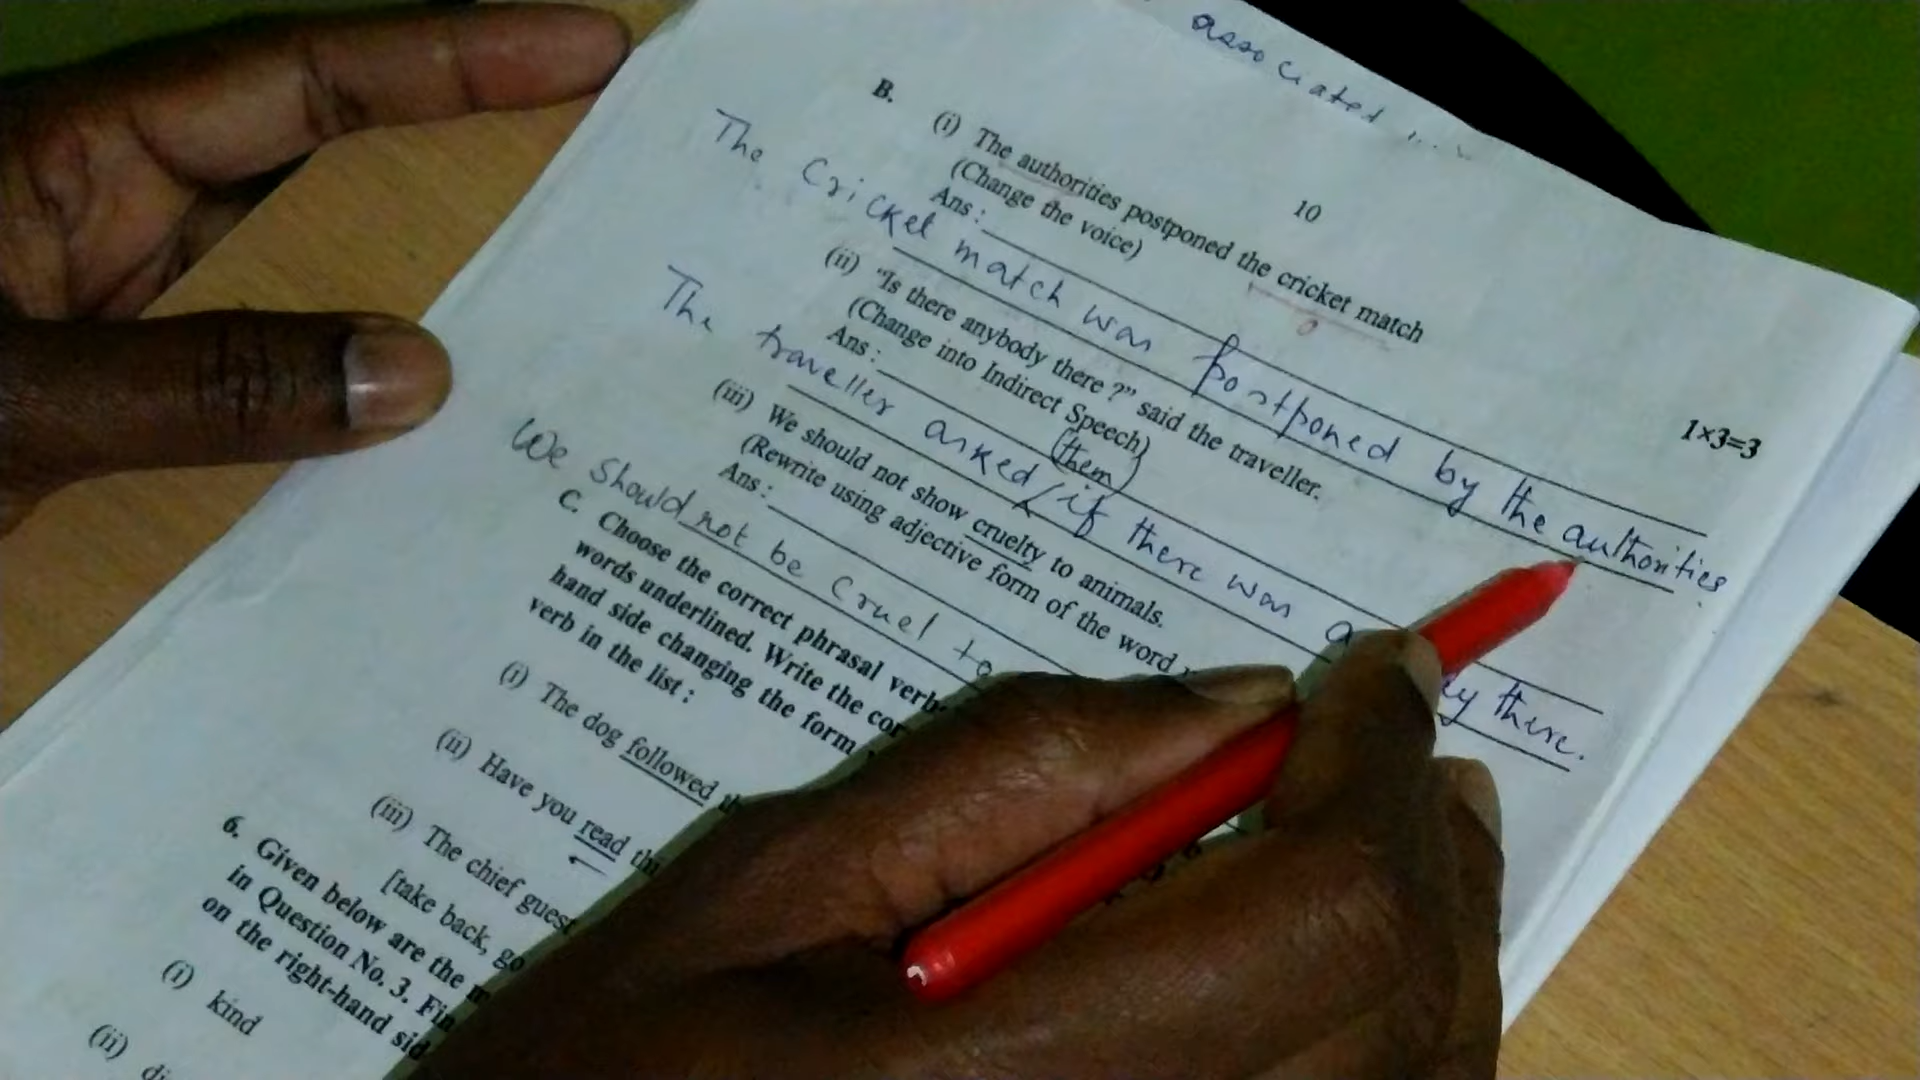 associated
10
B. (i) The authorities postponed the cricket match
(Change the voice)
1×3=3
Ans :
The Cricket match was postponed by the authorities
(ii) "Is there anybody there ?" said the traveller.
(Change into Indirect Speech)
Ans :
(them)
The traveller asked / if there was there.
(iii) We should not show cruelty to animals.
(Rewrite using adjective form of the word
Ans :
We should not be cruel to
C. Choose the correct phrasal
words underlined. Write the
hand side changing the form
verb in the list :
(i) The dog followed
(ii) Have you read
(iii) The chief guest
[take back, go
6. Given below are the
in Question No. 3.
on the right-hand
(i) kind
(ii)